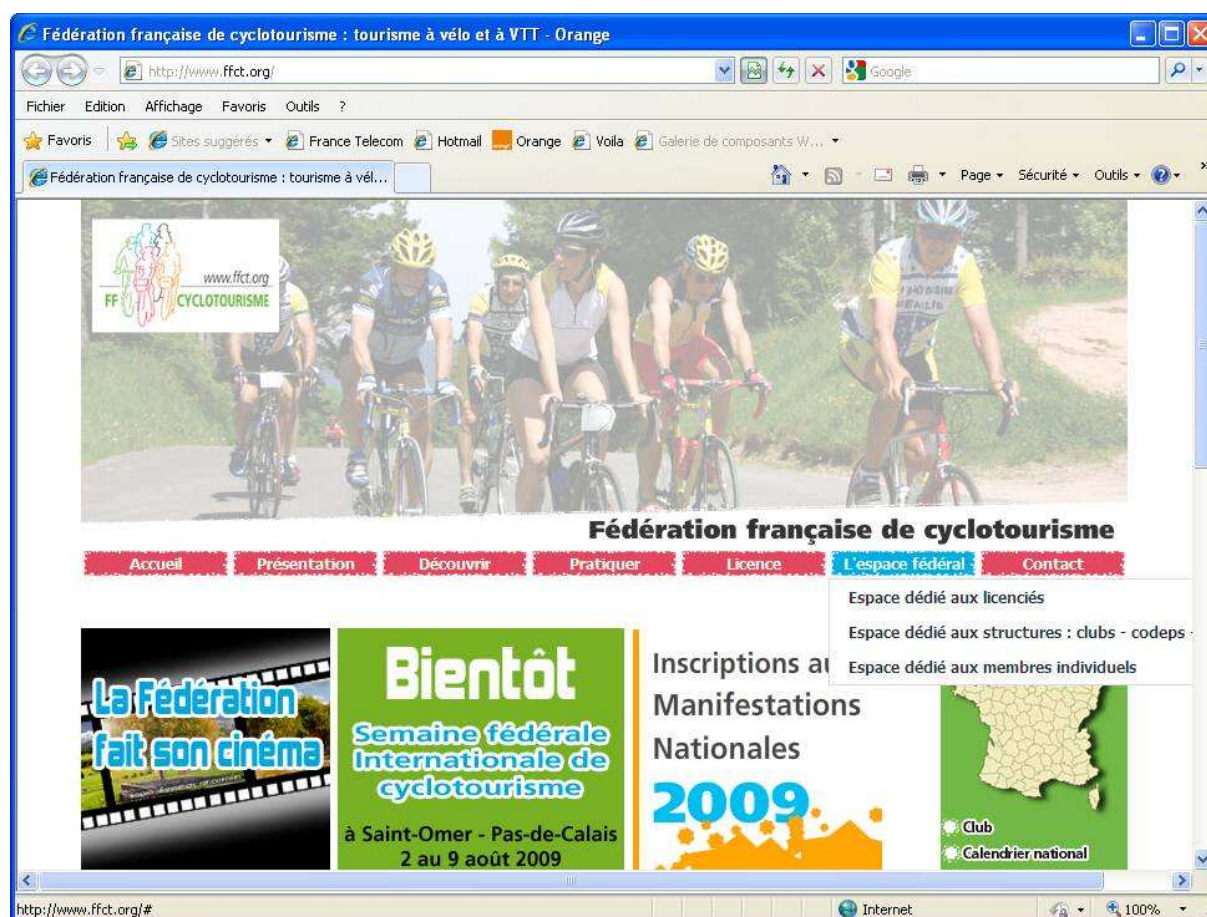 Fédération française de cyclotourisme : tourisme à vélo et à VTT - Orange
http://www.ffct.org/
Google
Fichier Edition Affichage Favoris Outils ?
Favoris Sites suggérés France Telecom Hotmail Orange Voila Galerie de composants W...
Fédération française de cyclotourisme : tourisme à vél...
Page Sécurité Outils
www.ffct.org
FF CYCLOTOURISME
Fédération française de cyclotourisme
Accueil Présentation Découvrir Pratiquer Licence L'espace fédéral Contact
Espace dédié aux licenciés
Espace dédié aux structures : clubs - codeps -
Espace dédié aux membres individuels
La Fédération
fait son cinéma
Bientôt
Semaine fédérale
Internationale de
cyclotourisme
à Saint-Omer - Pas-de-Calais
2 au 9 août 2009
Inscriptions au
Manifestations
Nationales
2009
Club
Calendrier national
http://www.ffct.org/#
Internet
100%